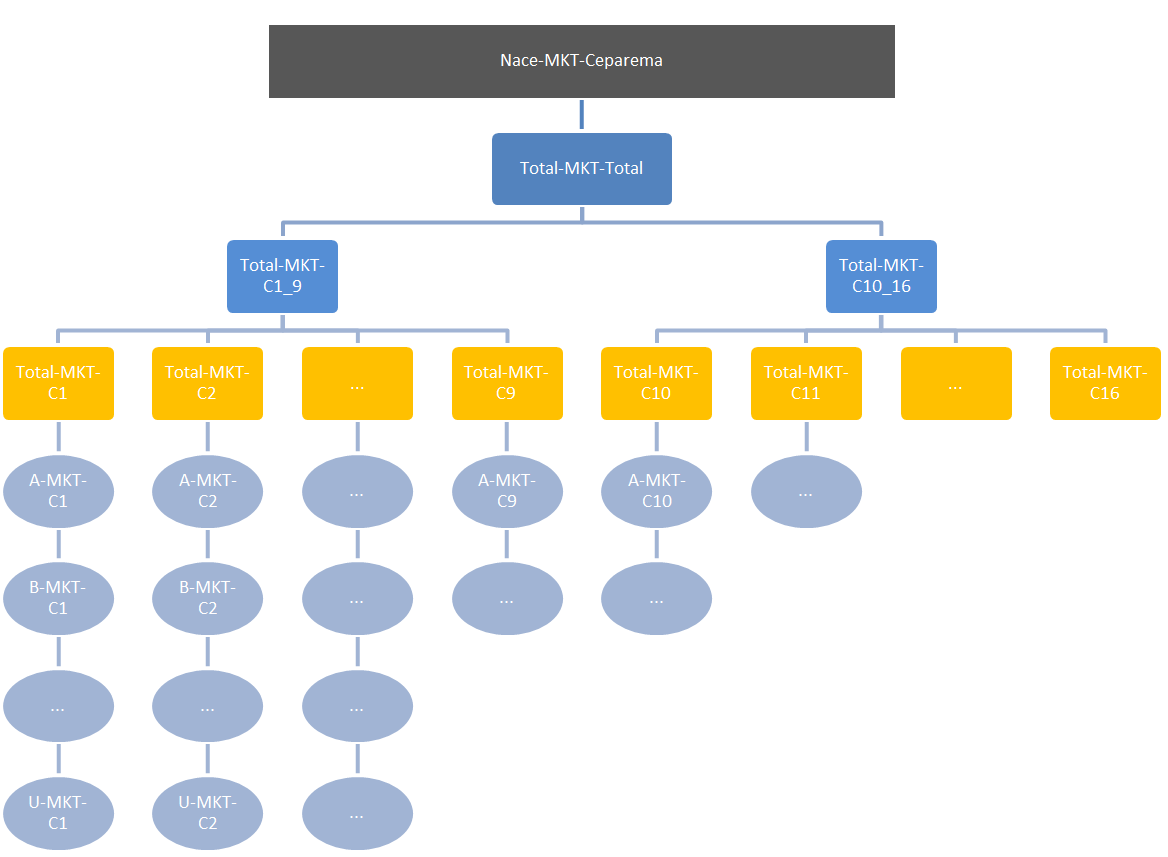 Nace-MKT-Ceparema
Total-MKT-Total
Total-MKT-
C1_9
Total-MKT-
C10_16
Total-MKT-
C1
Total-MKT-
C2
...
Total-MKT-
C9
Total-MKT-
C10
Total-MKT-
C11
...
Total-MKT-
C16
A-MKT-
C1
A-MKT-
C2
...
A-MKT-
C9
A-MKT-
C10
...
B-MKT-
C1
B-MKT-
C2
...
...
...
...
...
...
U-MKT-
C1
U-MKT-
C2
...